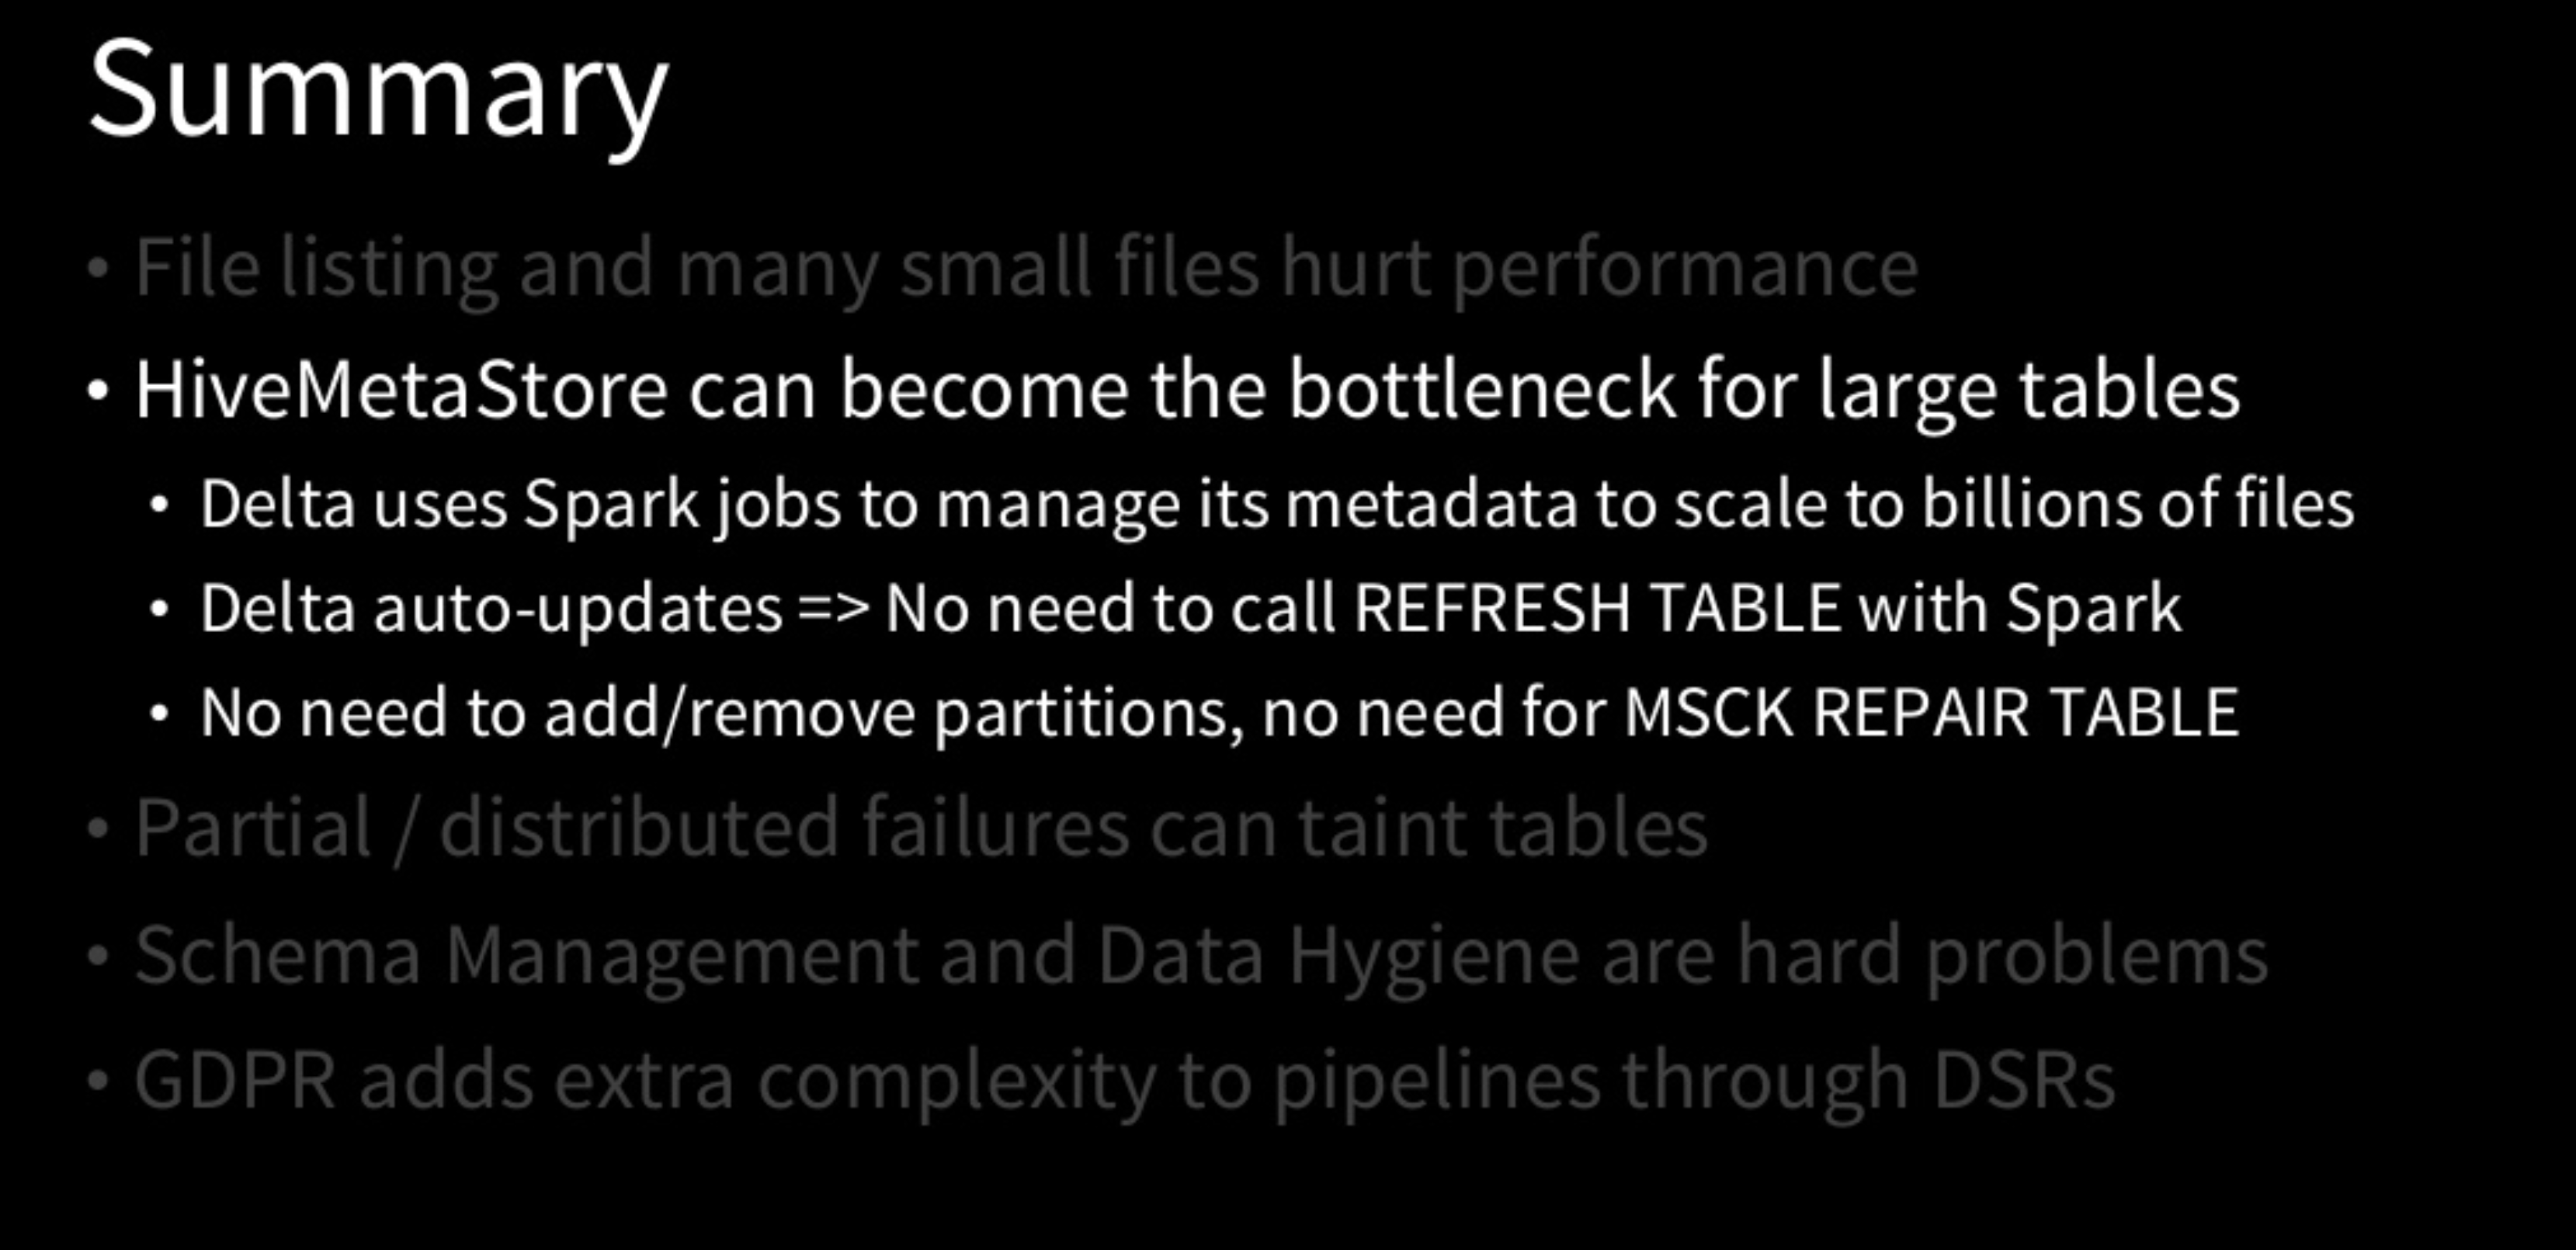 Summary
• File listing and many small files hurt performance
• HiveMetaStore can become the bottleneck for large tables
• Delta uses Spark jobs to manage its metadata to scale to billions of files
• Delta auto-updates => No need to call REFRESH TABLE with Spark
• No need to add/remove partitions, no need for MSCK REPAIR TABLE
• Partial / distributed failures can taint tables
• Schema Management and Data Hygiene are hard problems
• GDPR adds extra complexity to pipelines through DSRs